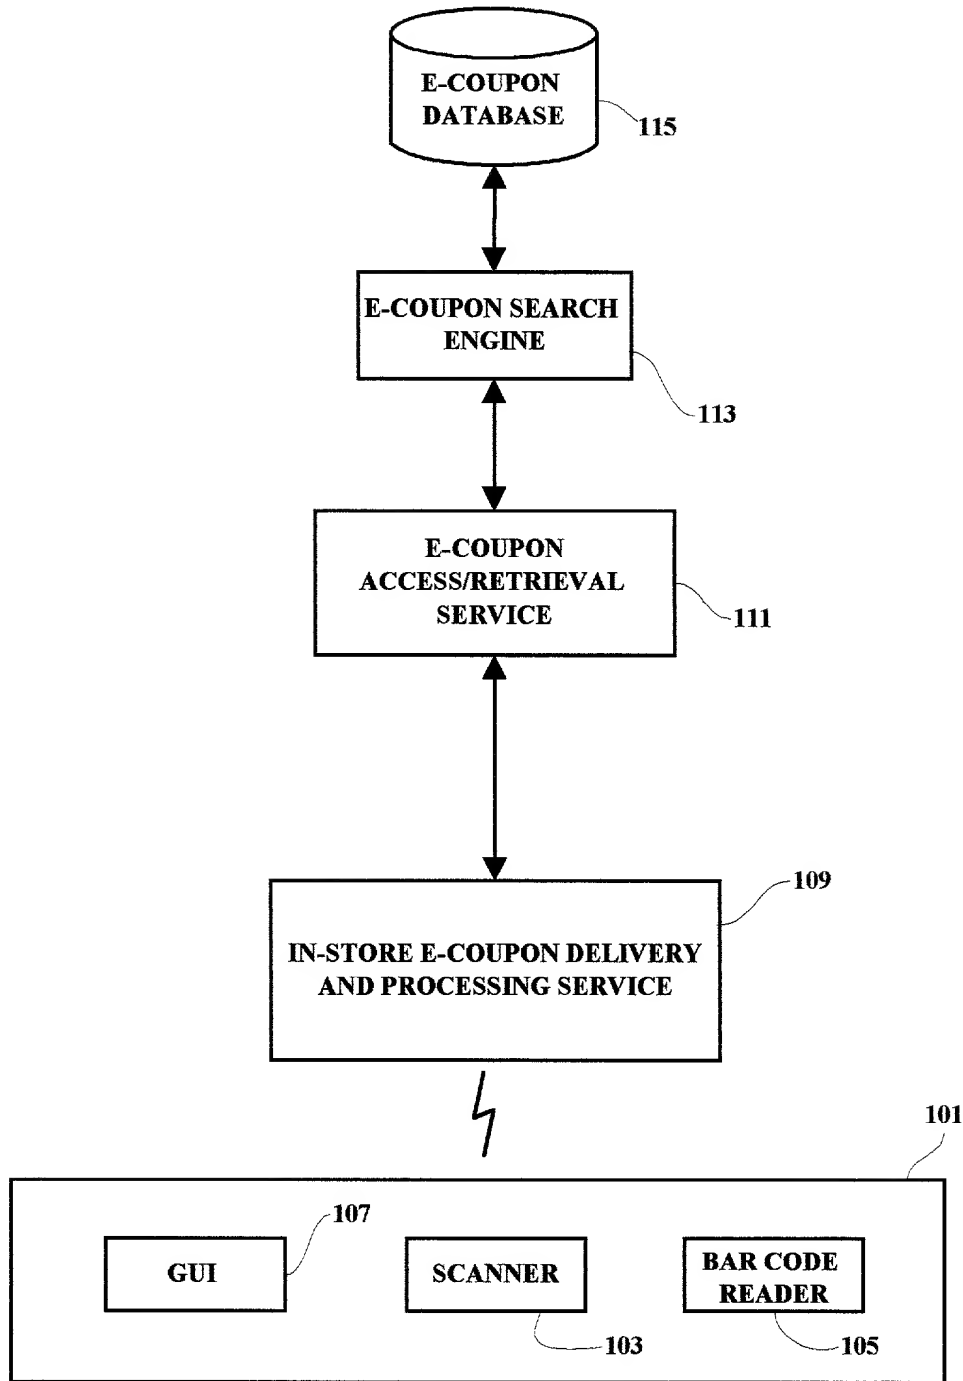 E-COUPON
DATABASE
115
E-COUPON SEARCH
ENGINE
113
E-COUPON
ACCESS/RETRIEVAL
SERVICE
111
109
IN-STORE E-COUPON DELIVERY
AND PROCESSING SERVICE
101
107
GUI
SCANNER
BAR CODE
READER
103
105